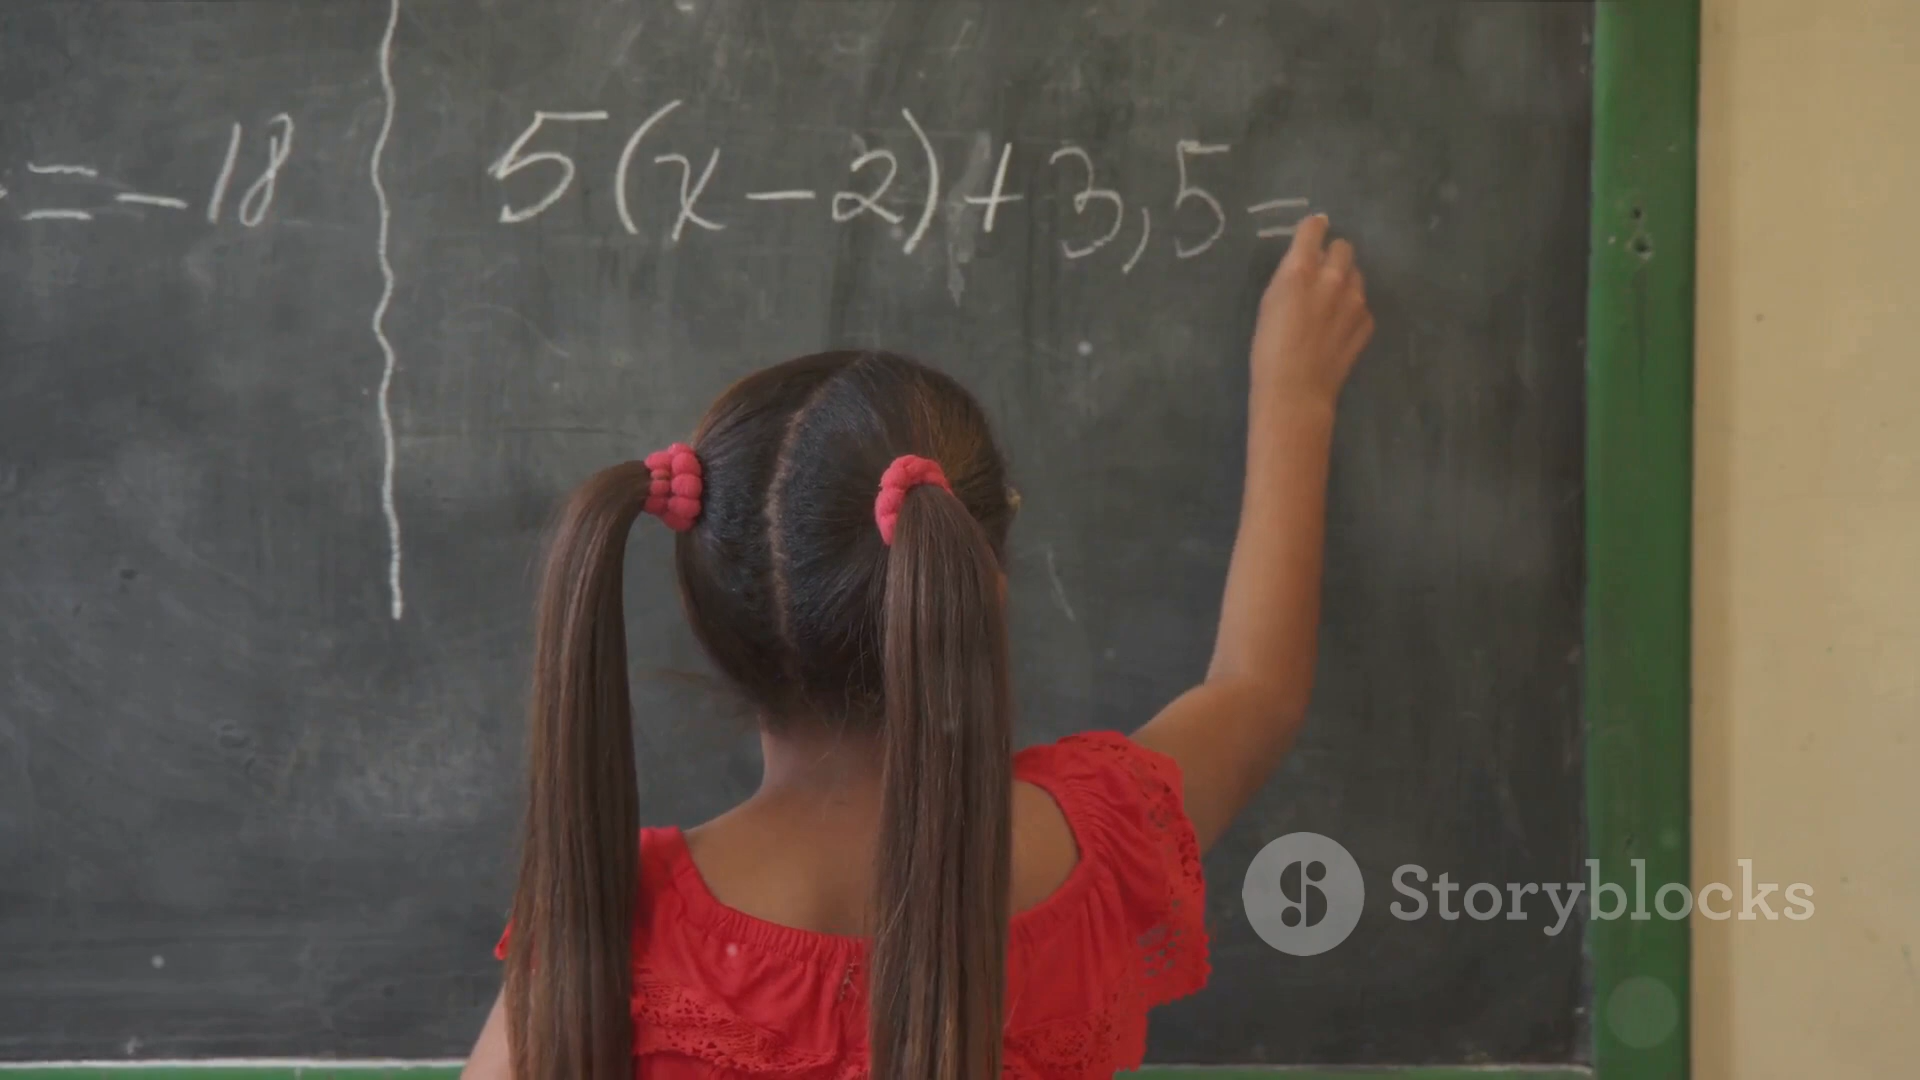 = -18
5(x-2)+3,5=
Storyblocks